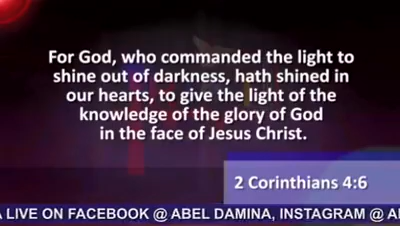 For God, who commanded the light to
shine out of darkness, hath shined in
our hearts, to give the light of the
knowledge of the glory of God
in the face of Jesus Christ.
2 Corinthians 4:6
LIVE ON FACEBOOK @ ABEL DAMINA, INSTAGRAM @